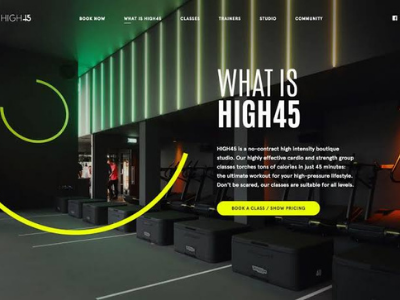 HIGH45
BOOK NOW
WHAT IS HIGH45
CLASSES
TRAINERS
STUDIO
COMMUNITY
WHAT IS
HIGH45
HIGH45 is a no-contract high intensity boutique
studio. Our highly effective cardio and strength group
classes torches tons of calories in just 45 minutes:
the ultimate workout for your high-pressure lifestyle.
Don't be scared, our classes are suitable for all levels.
BOOK A CLASS / SHOW PRICING